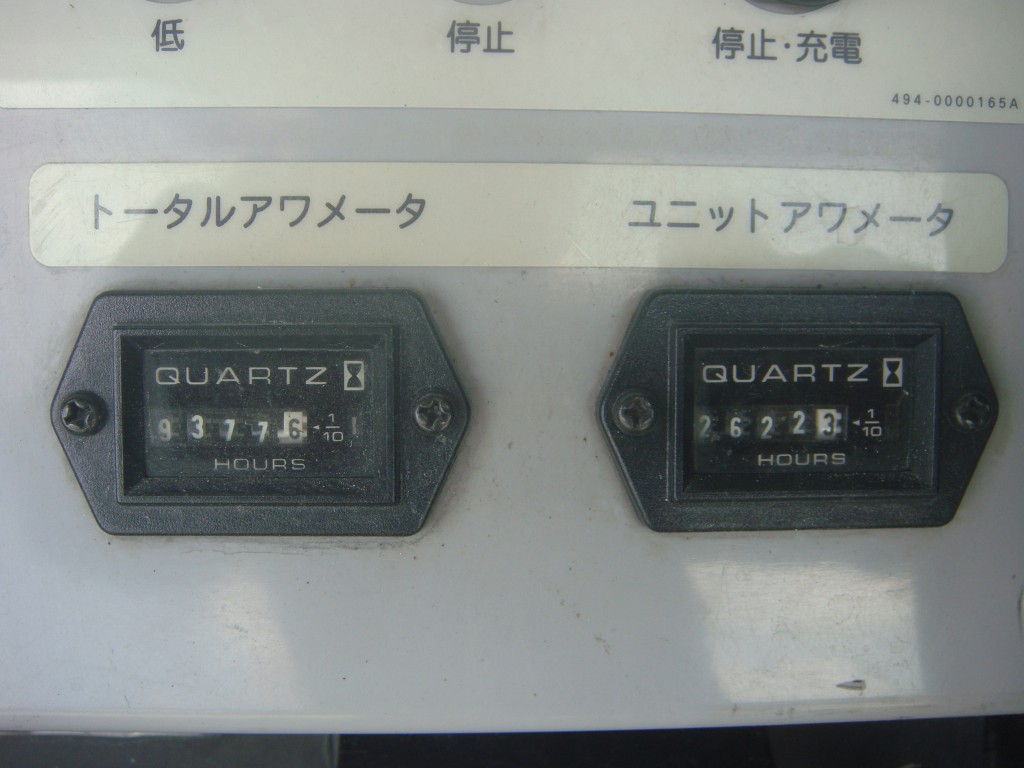 低 停止 停止・充電
494-0000165A
トータルアワメータ ユニットアワメータ
QUARTZ
93776 ◂1/10
HOURS
QUARTZ
26223 ◂1/10
HOURS